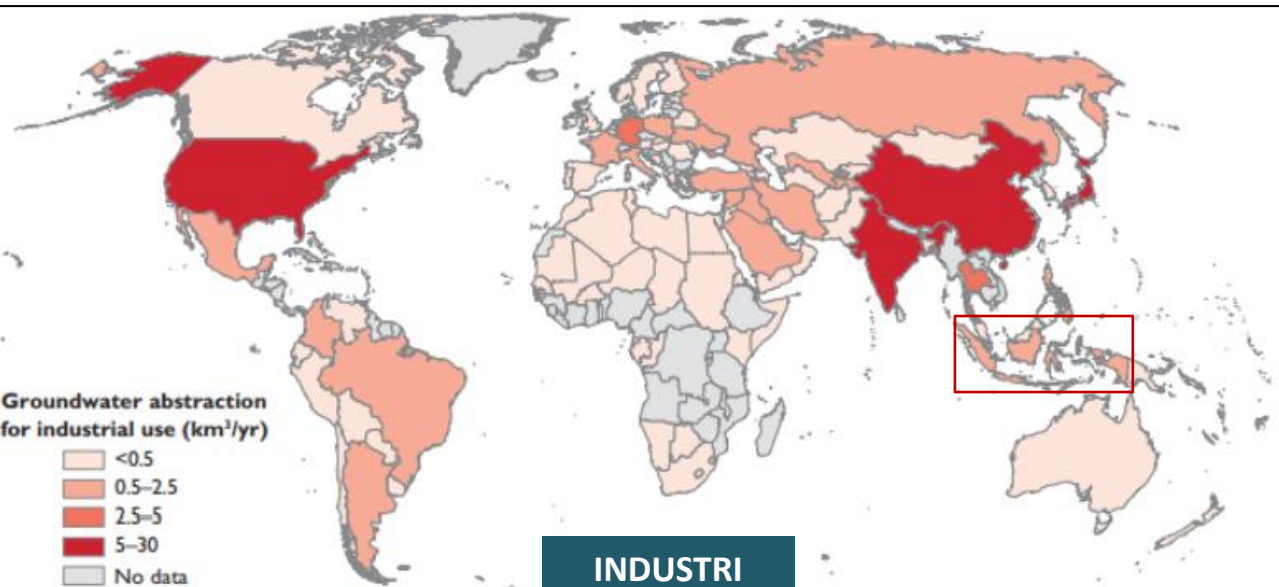 Groundwater abstraction
for industrial use (km³/yr)
<0.5
0.5–2.5
2.5–5
5–30
No data
INDUSTRI